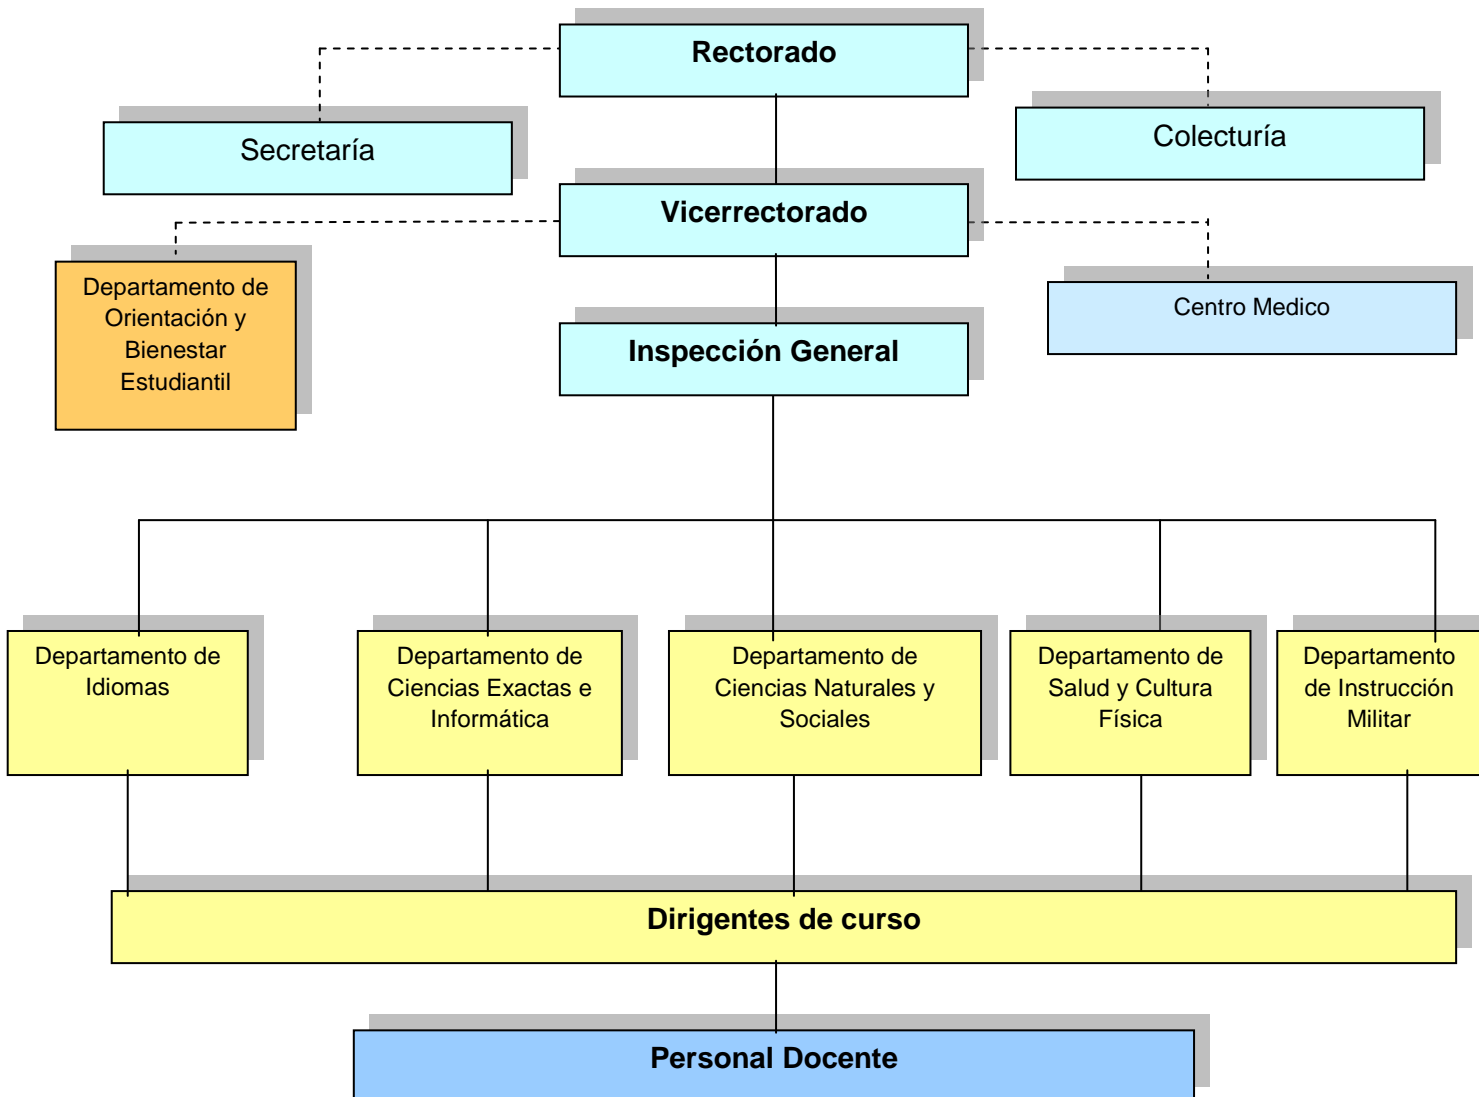 Rectorado
Secretaría
Colecturía
Vicerrectorado
Departamento de
Orientación y
Bienestar
Estudiantil
Centro Medico
Inspección General
Departamento de
Idiomas
Departamento de
Ciencias Exactas e
Informática
Departamento de
Ciencias Naturales y
Sociales
Departamento de
Salud y Cultura
Física
Departamento
de Instrucción
Militar
Dirigentes de curso
Personal Docente